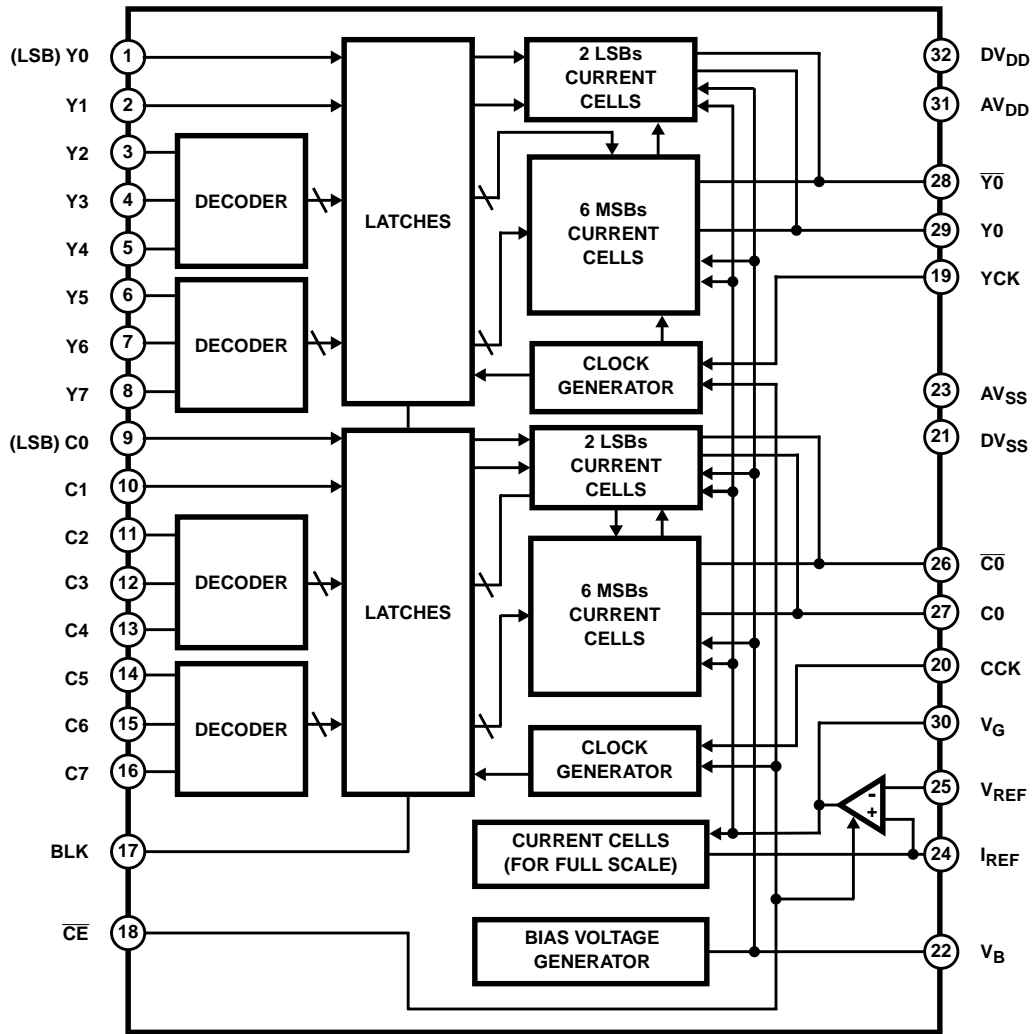 (LSB) Y0 1
Y1 2
Y2 3
Y3 4
Y4 5
Y5 6
Y6 7
Y7 8
(LSB) C0 9
C1 10
C2 11
C3 12
C4 13
C5 14
C6 15
C7 16
BLK 17
C̅E̅ 18
DECODER
DECODER
DECODER
DECODER
LATCHES
LATCHES
2 LSBs
CURRENT
CELLS
6 MSBs
CURRENT
CELLS
CLOCK
GENERATOR
2 LSBs
CURRENT
CELLS
6 MSBs
CURRENT
CELLS
CLOCK
GENERATOR
CURRENT CELLS
(FOR FULL SCALE)
BIAS VOLTAGE
GENERATOR
-
+
32 DVDD
31 AVDD
28 Y̅0̅
29 Y0
19 YCK
23 AVSS
21 DVSS
26 C̅0̅
27 C0
20 CCK
30 VG
25 VREF
24 IREF
22 VB